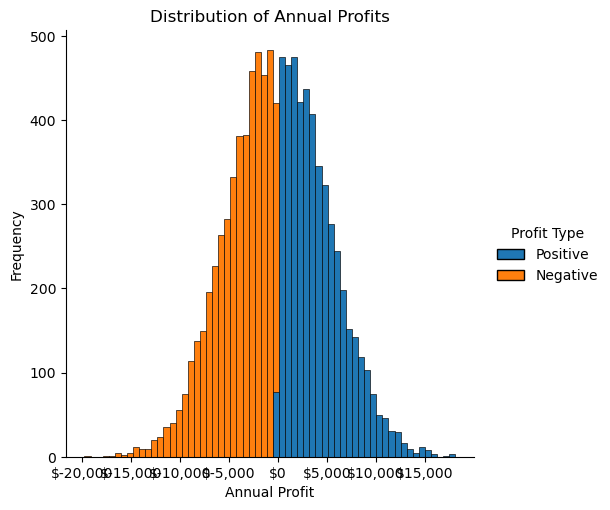 Distribution of Annual Profits
500
400
300
200
100
0
Frequency
$-20,000
$-15,000
$-10,000
$-5,000
$0
$5,000
$10,000
$15,000
Annual Profit
Profit Type
Positive
Negative